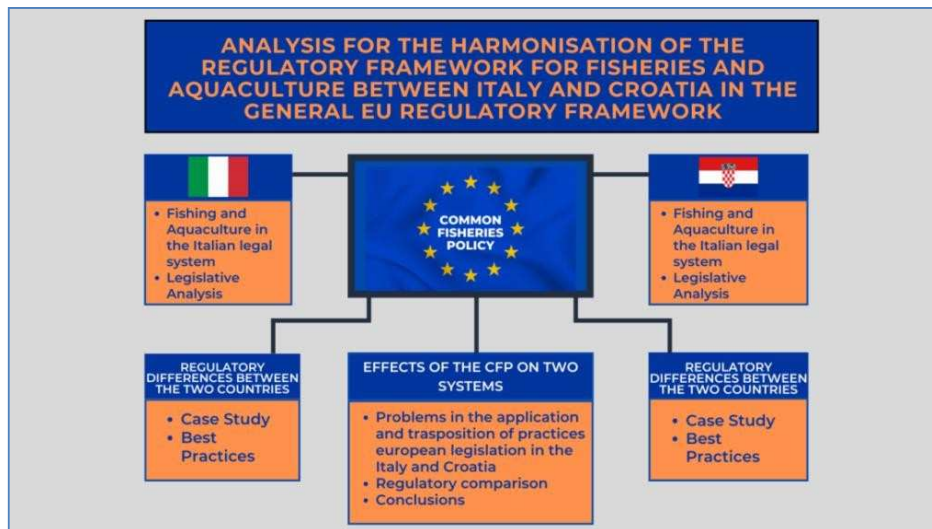 ANALYSIS FOR THE HARMONISATION OF THE
REGULATORY FRAMEWORK FOR FISHERIES AND
AQUACULTURE BETWEEN ITALY AND CROATIA IN THE
GENERAL EU REGULATORY FRAMEWORK
• Fishing and
Aquaculture in
the Italian legal
system
• Legislative
Analysis
COMMON
FISHERIES
POLICY
• Fishing and
Aquaculture in
the Italian legal
system
• Legislative
Analysis
REGULATORY
DIFFERENCES BETWEEN
THE TWO COUNTRIES
• Case Study
• Best
Practices
EFFECTS OF THE CFP ON TWO
SYSTEMS
• Problems in the application
and trasposition of practices
european legislation in the
Italy and Croatia
• Regulatory comparison
• Conclusions
REGULATORY
DIFFERENCES BETWEEN
THE TWO COUNTRIES
• Case Study
• Best
Practices